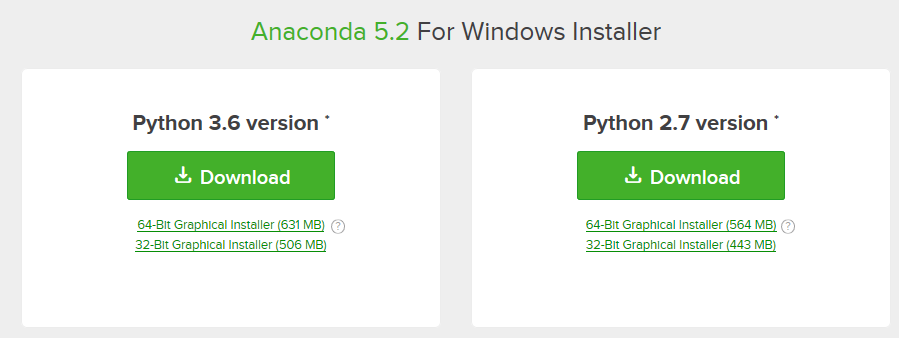 Anaconda 5.2 For Windows Installer
Python 3.6 version *
Download
64-Bit Graphical Installer (631 MB) ?
32-Bit Graphical Installer (506 MB)
Python 2.7 version *
Download
64-Bit Graphical Installer (564 MB) ?
32-Bit Graphical Installer (443 MB)